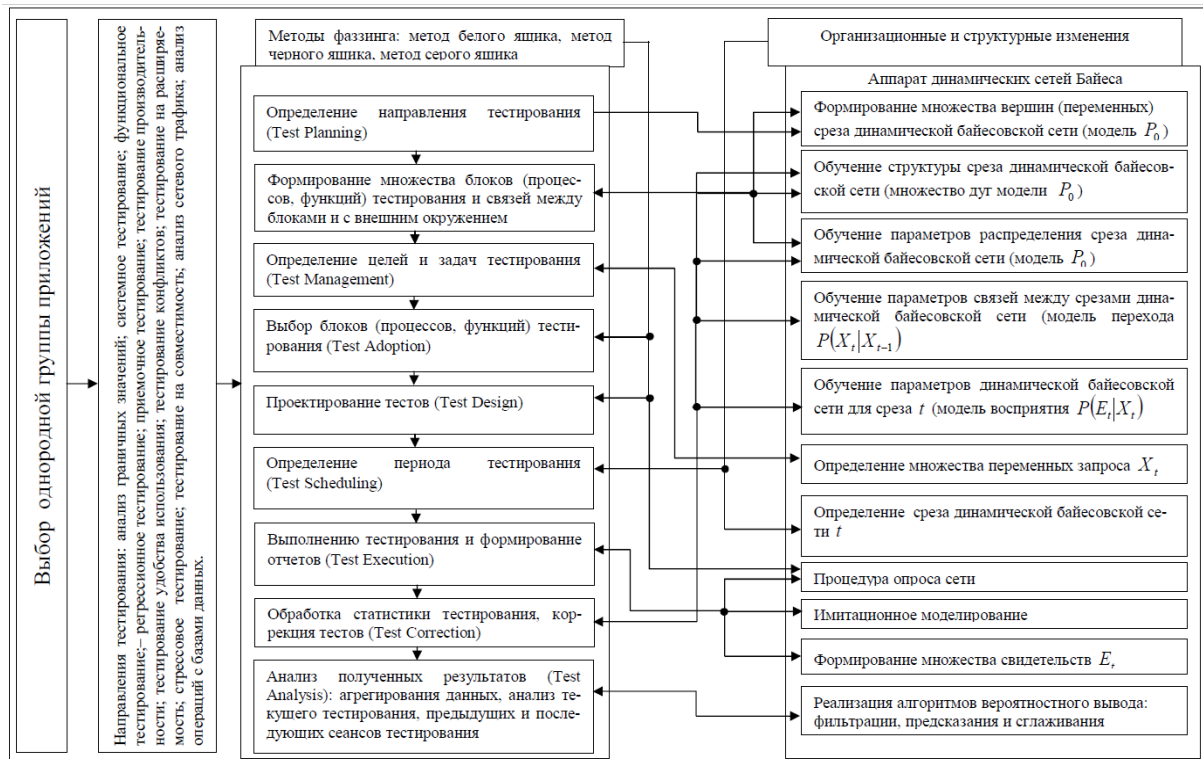 Выбор однородной группы приложений
Направления тестирования: анализ граничных значений; системное тестирование; функциональное
тестирование;– регрессионное тестирование; приемочное тестирование; тестирование производитель-
ности; тестирование удобства использования; тестирование конфликтов; тестирование на расширяе-
мость; стрессовое тестирование; тестирование на совместимость; анализ сетевого трафика; анализ
операций с базами данных.
Методы фаззинга: метод белого ящика, метод
черного ящика, метод серого ящика
Определение направления тестирования
(Test Planning)
Формирование множества блоков (процес-
сов, функций) тестирования и связей между
блоками и с внешним окружением
Определение целей и задач тестирования
(Test Management)
Выбор блоков (процессов, функций) тести-
рования (Test Adoption)
Проектирование тестов (Test Design)
Определение периода тестирования
(Test Scheduling)
Выполнению тестирования и формирование
отчетов (Test Execution)
Обработка статистики тестирования, кор-
рекция тестов (Test Correction)
Анализ полученных результатов (Test
Analysis): агрегирования данных, анализ те-
кущего тестирования, предыдущих и после-
дующих сеансов тестирования
Организационные и структурные изменения
Аппарат динамических сетей Байеса
Формирование множества вершин (переменных)
среза динамической байесовской сети (модель P₀ )
Обучение структуры среза динамической байесов-
ской сети (множество дуг модели P₀ )
Обучение параметров распределения среза дина-
мической байесовской сети (модель P₀ )
Обучение параметров связей между срезами дина-
мической байесовской сети (модель перехода
P(Xₜ|Xₜ₋₁)
Обучение параметров динамической байесовской
сети для среза t (модель восприятия P(Eₜ|Xₜ)
Определение множества переменных запроса Xₜ
Определение среза динамической байесовской се-
ти t
Процедура опроса сети
Имитационное моделирование
Формирование множества свидетельств Eₜ
Реализация алгоритмов вероятностного вывода:
фильтрации, предсказания и сглаживания